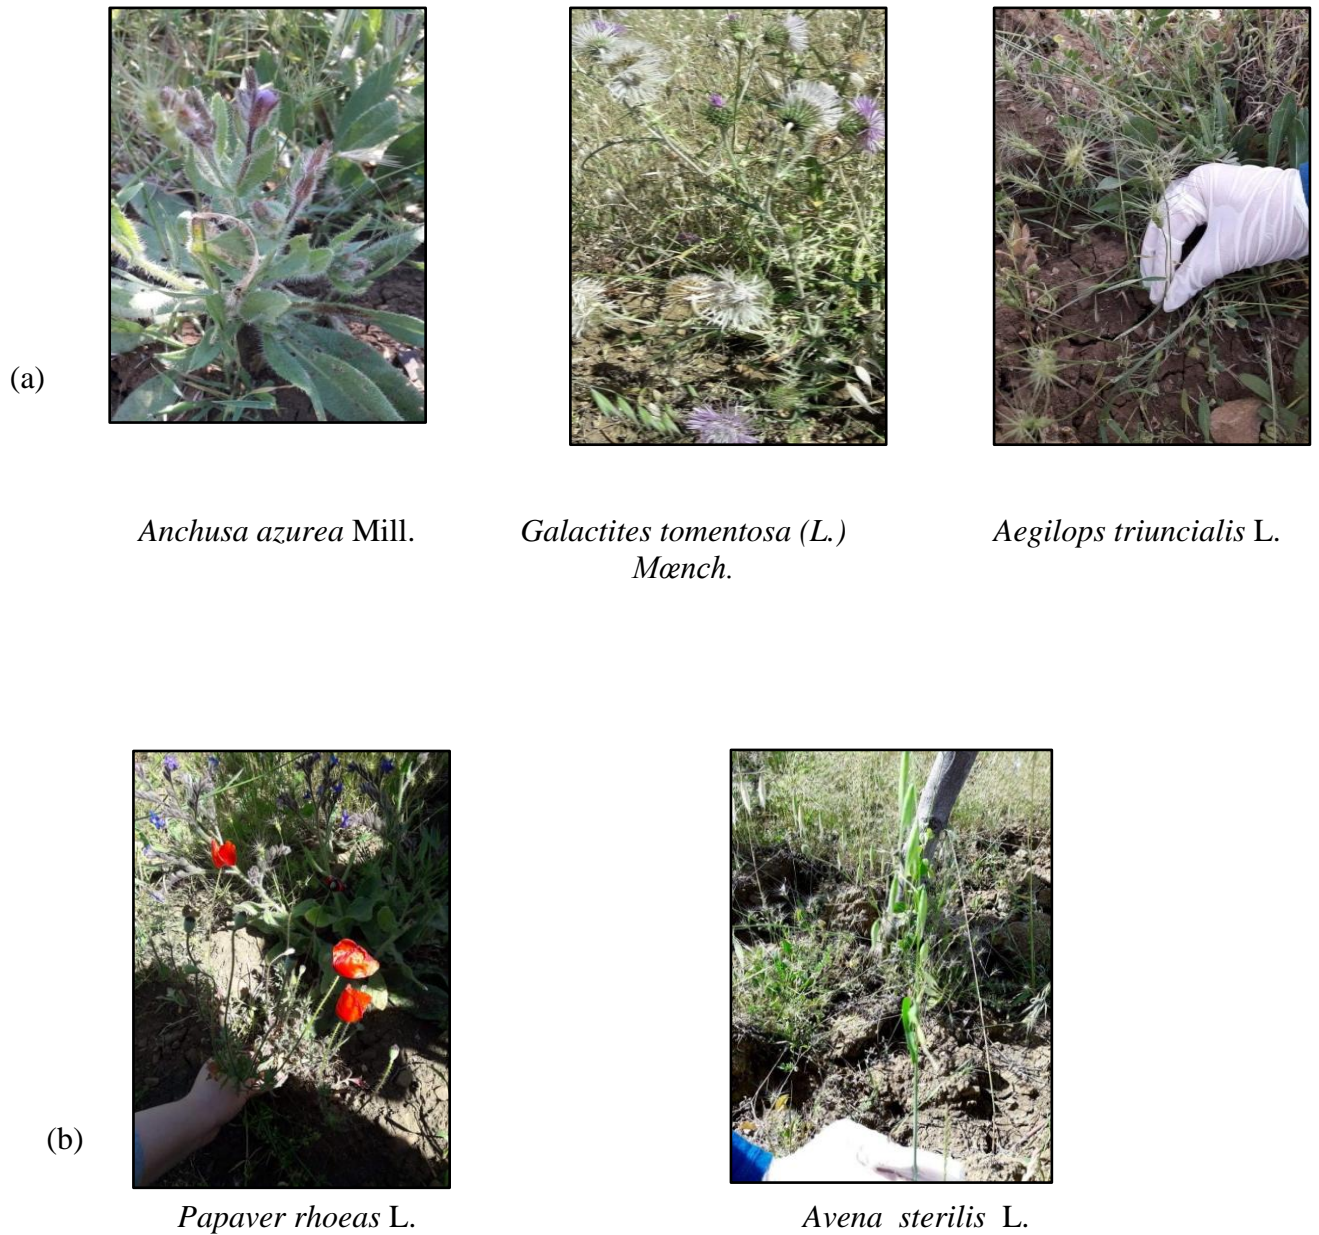 (a)
Anchusa azurea Mill.
Galactites tomentosa (L.)
Mœnch.
Aegilops triuncialis L.
(b)
Papaver rhoeas L.
Avena sterilis L.